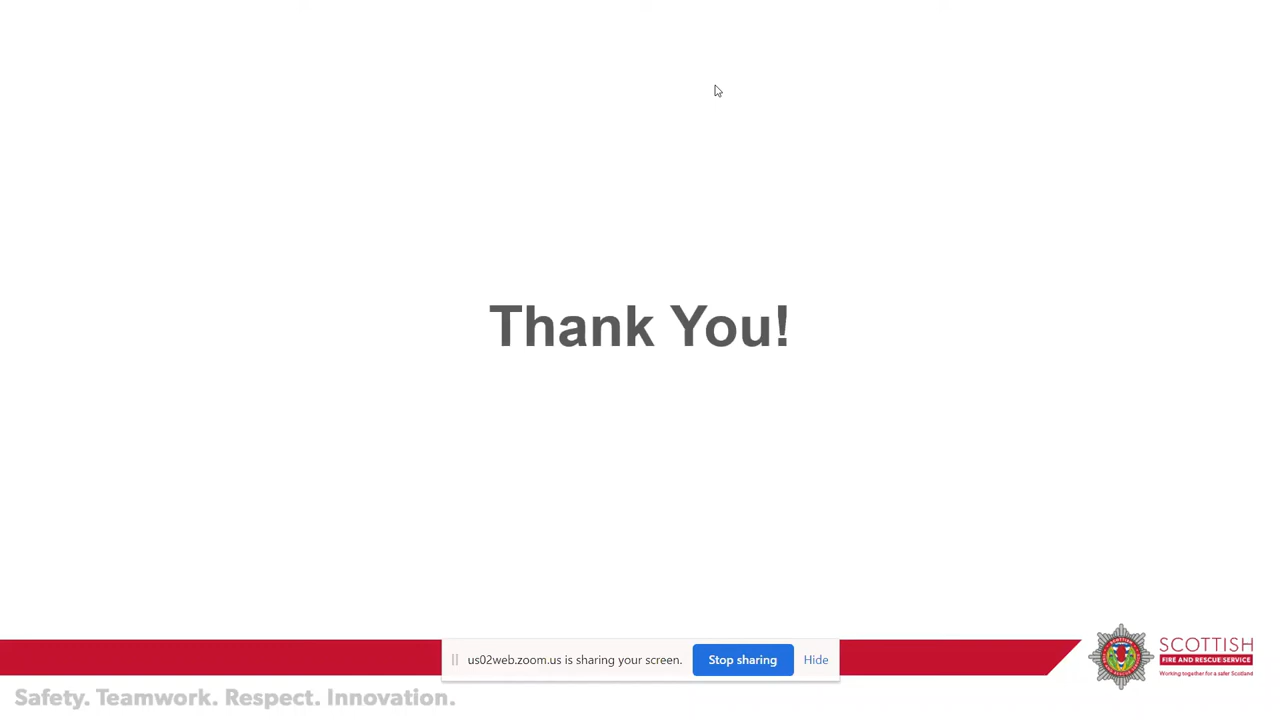 Thank You!
us02web.zoom.us is sharing your screen.
Stop sharing
Hide
SCOTTISH
FIRE AND RESCUE SERVICE
Working together for a safer Scotland
Safety. Teamwork. Respect. Innovation.